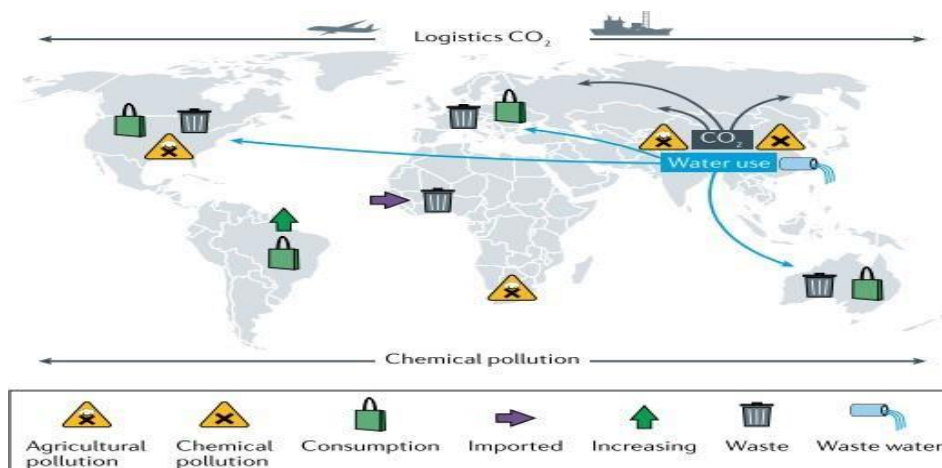 Logistics CO₂
CO₂
Water use
Chemical pollution
Agricultural pollution
Chemical pollution
Consumption
Imported
Increasing
Waste
Waste water